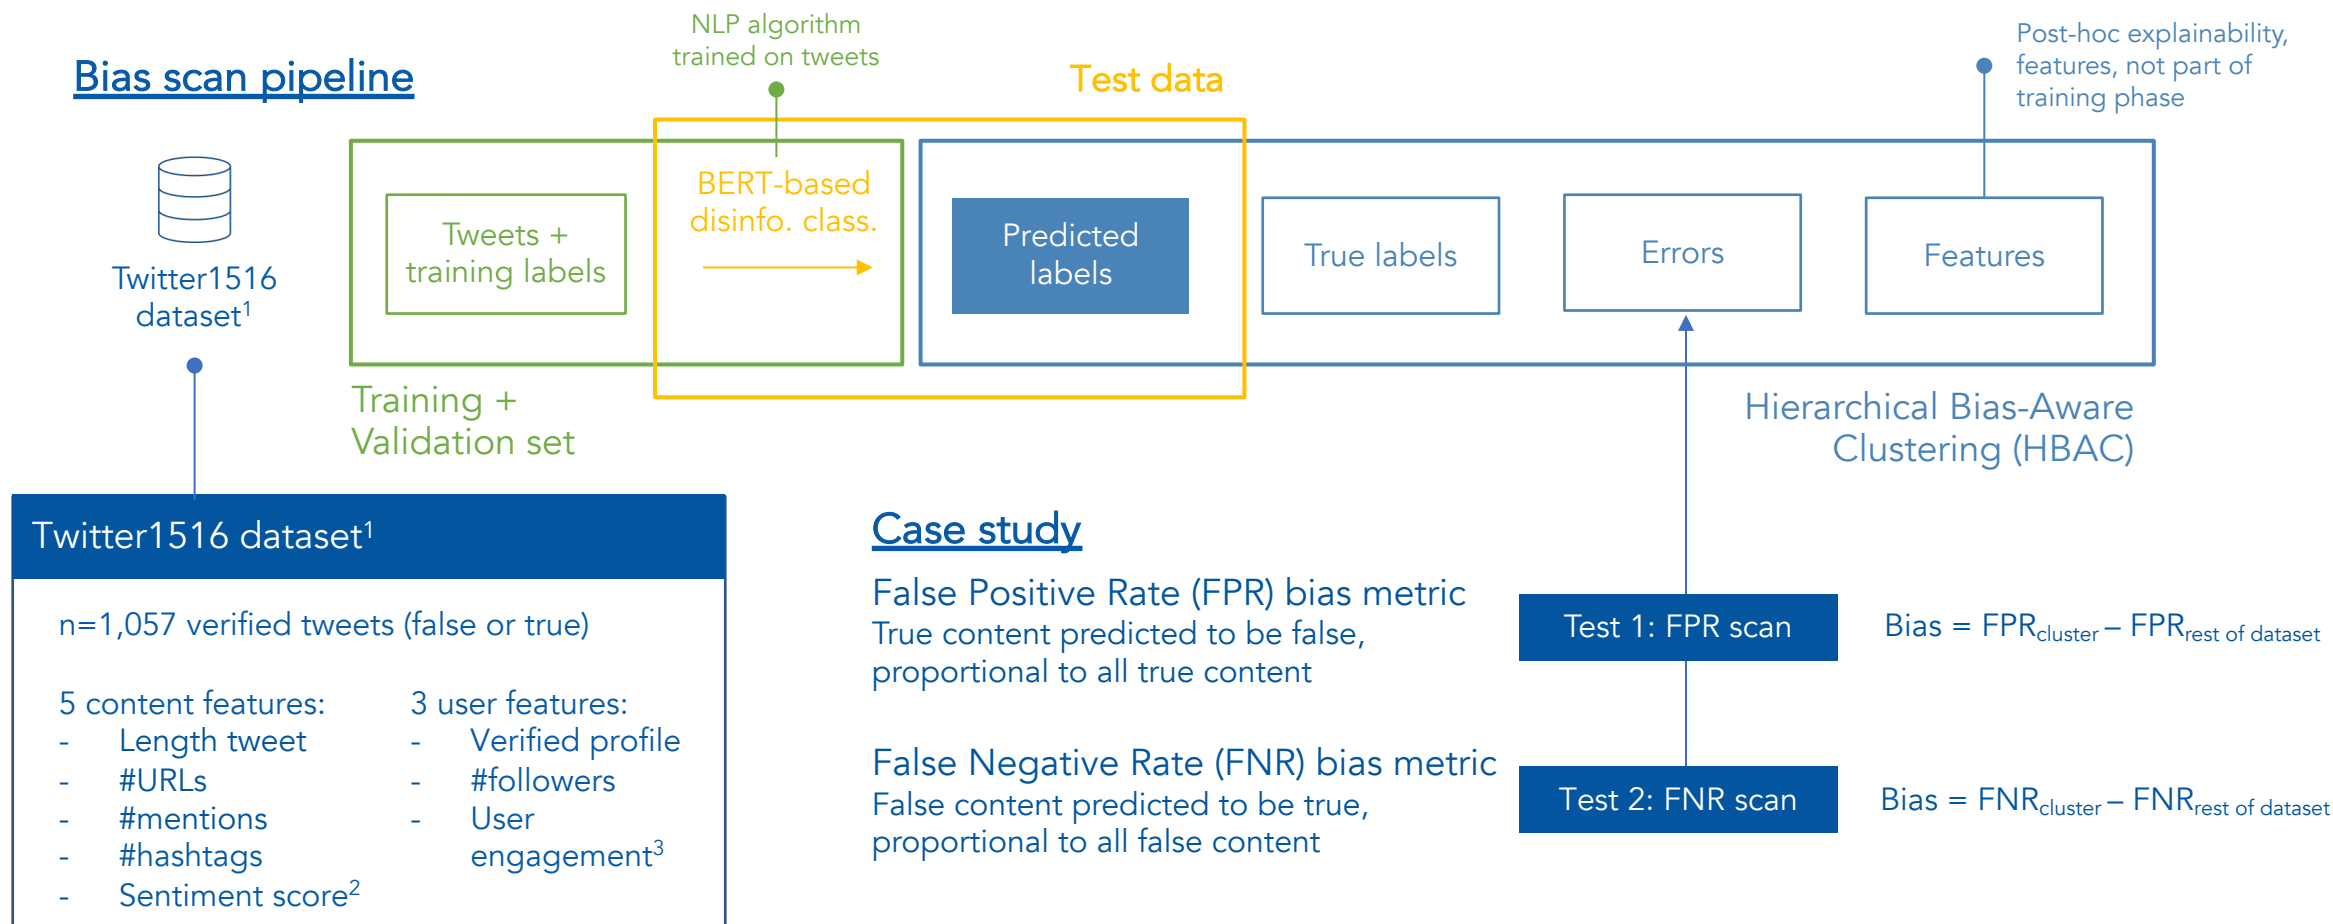 Bias scan pipeline
NLP algorithm
trained on tweets
Test data
Post-hoc explainability,
features, not part of
training phase
Twitter1516
dataset1
Tweets +
training labels
BERT-based
disinfo. class.
Predicted
labels
True labels
Errors
Features
Training +
Validation set
Hierarchical Bias-Aware
Clustering (HBAC)
Twitter1516 dataset1
n=1,057 verified tweets (false or true)
5 content features:
- Length tweet
- #URLs
- #mentions
- #hashtags
- Sentiment score2
3 user features:
- Verified profile
- #followers
- User
engagement3
Case study
False Positive Rate (FPR) bias metric
True content predicted to be false,
proportional to all true content
Test 1: FPR scan
Bias = FPRcluster – FPRrest of dataset
False Negative Rate (FNR) bias metric
False content predicted to be true,
proportional to all false content
Test 2: FNR scan
Bias = FNRcluster – FNRrest of dataset